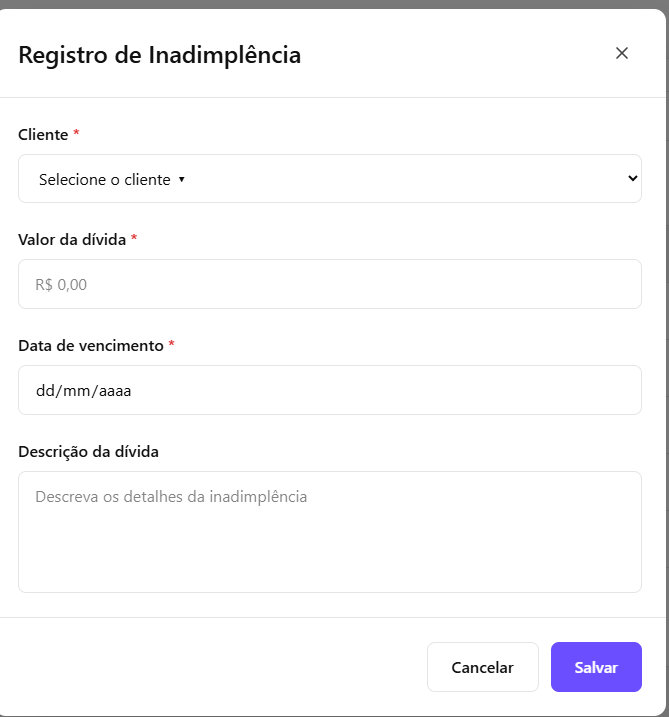 Registro de Inadimplência
Cliente *
Selecione o cliente ▾
Valor da dívida *
R$ 0,00
Data de vencimento *
dd/mm/aaaa
Descrição da dívida
Descreva os detalhes da inadimplência
Cancelar
Salvar